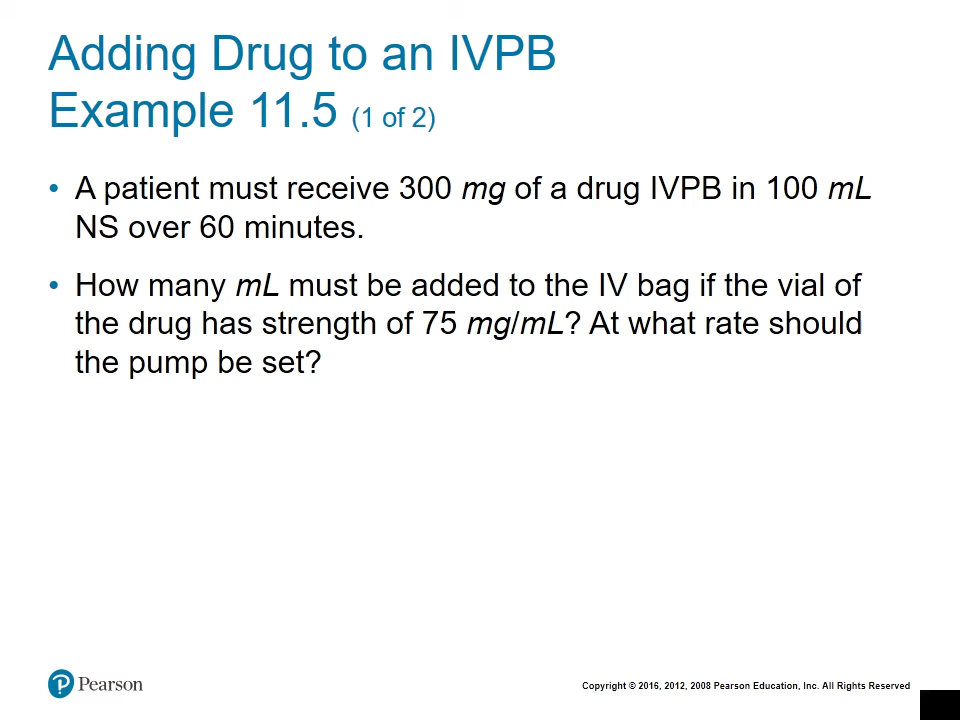 Adding Drug to an IVPB
Example 11.5 (1 of 2)
• A patient must receive 300 mg of a drug IVPB in 100 mL
NS over 60 minutes.
• How many mL must be added to the IV bag if the vial of
the drug has strength of 75 mg/mL? At what rate should
the pump be set?
P Pearson
Copyright © 2016, 2012, 2008 Pearson Education, Inc. All Rights Reserved